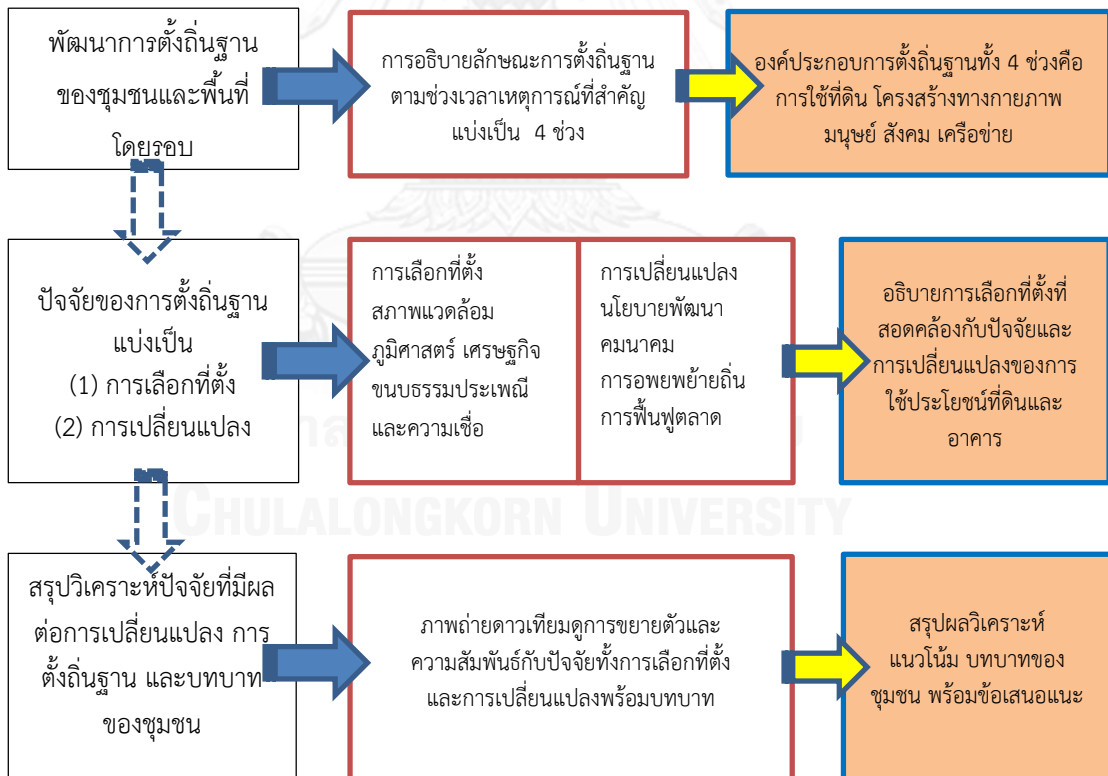 พัฒนาการตั้งถิ่นฐาน
ของชุมชนและพื้นที่
โดยรอบ
การอธิบายลักษณะการตั้งถิ่นฐาน
ตามช่วงเวลาเหตุการณ์ที่สำคัญ
แบ่งเป็น 4 ช่วง
องค์ประกอบการตั้งถิ่นฐานทั้ง 4 ช่วงคือ
การใช้ที่ดิน โครงสร้างทางกายภาพ
มนุษย์ สังคม เครือข่าย
ปัจจัยของการตั้งถิ่นฐาน
แบ่งเป็น
(1) การเลือกที่ตั้ง
(2) การเปลี่ยนแปลง
การเลือกที่ตั้ง
สภาพแวดล้อม
ภูมิศาสตร์ เศรษฐกิจ
ขนบธรรมประเพณี
และความเชื่อ
การเปลี่ยนแปลง
นโยบายพัฒนา
คมนาคม
การอพยพย้ายถิ่น
การฟื้นฟูตลาด
อธิบายการเลือกที่ตั้งที่
สอดคล้องกับปัจจัยและ
การเปลี่ยนแปลงของการ
ใช้ประโยชน์ที่ดินและ
อาคาร
CHULALONGKORN UNIVERSITY
สรุปวิเคราะห์ปัจจัยที่มีผล
ต่อการเปลี่ยนแปลง การ
ตั้งถิ่นฐาน และบทบาท
ของชุมชน
ภาพถ่ายดาวเทียมดูการขยายตัวและ
ความสัมพันธ์กับปัจจัยทั้งการเลือกที่ตั้ง
และการเปลี่ยนแปลงพร้อมบทบาท
สรุปผลวิเคราะห์
แนวโน้ม บทบาทของ
ชุมชน พร้อมข้อเสนอแนะ